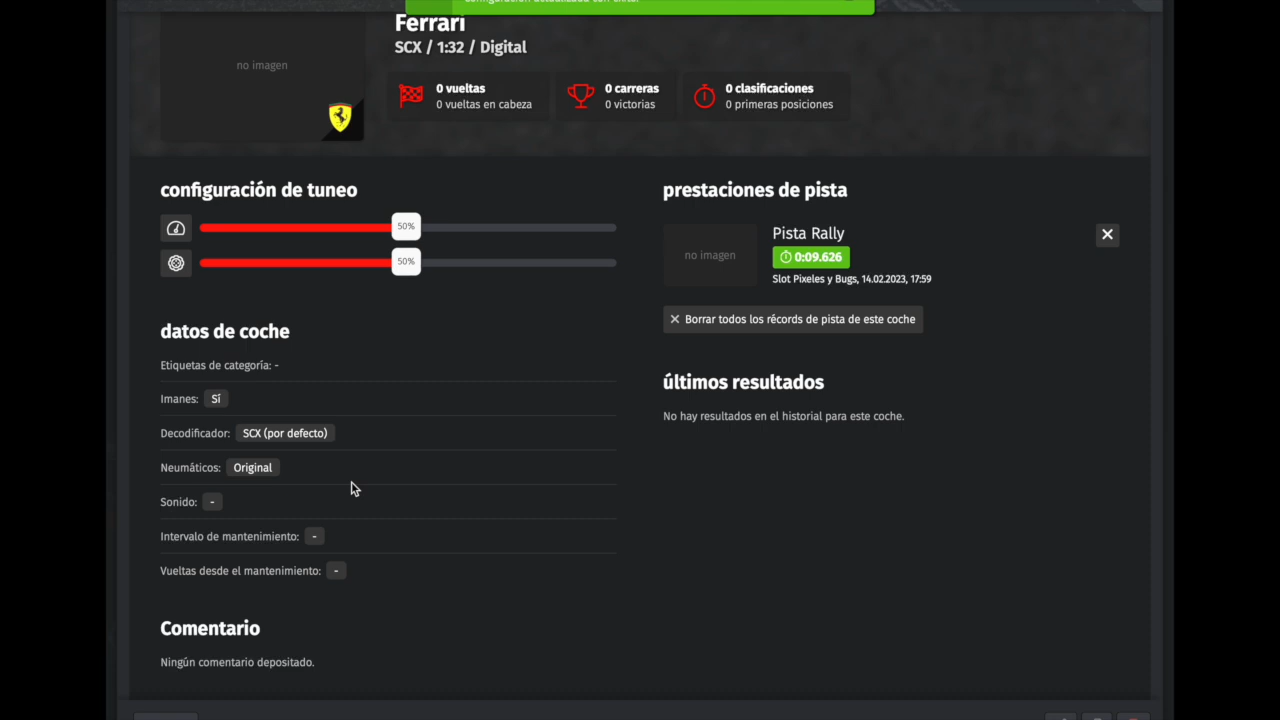 configuración actualizada con éxito.
Ferrari
SCX / 1:32 / Digital
no imagen
0 vueltas
0 vueltas en cabeza
0 carreras
0 victorias
0 clasificaciones
0 primeras posiciones
configuración de tuneo
50%
50%
datos de coche
Etiquetas de categoría: -
Imanes: Sí
Decodificador: SCX (por defecto)
Neumáticos: Original
Sonido: -
Intervalo de mantenimiento: -
Vueltas desde el mantenimiento: -
Comentario
Ningún comentario depositado.
prestaciones de pista
no imagen
Pista Rally
0:09.626
Slot Pixeles y Bugs, 14.02.2023, 17:59
Borrar todos los récords de pista de este coche
últimos resultados
No hay resultados en el historial para este coche.